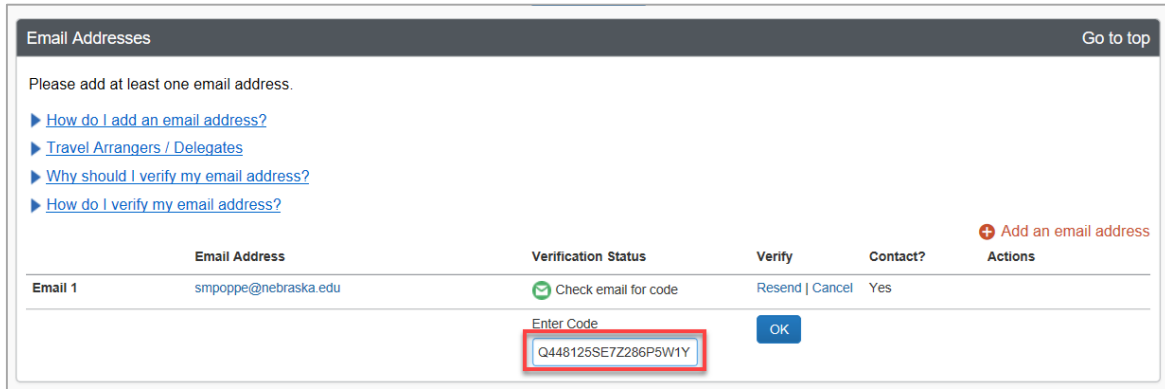 Email Addresses Go to top
Please add at least one email address.
How do I add an email address?
Travel Arrangers / Delegates
Why should I verify my email address?
How do I verify my email address?
Add an email address
Email Address Verification Status Verify Contact? Actions
Email 1 smpoppe@nebraska.edu Check email for code Resend | Cancel Yes
Enter Code
OK
Q448125SE7Z286P5W1Y